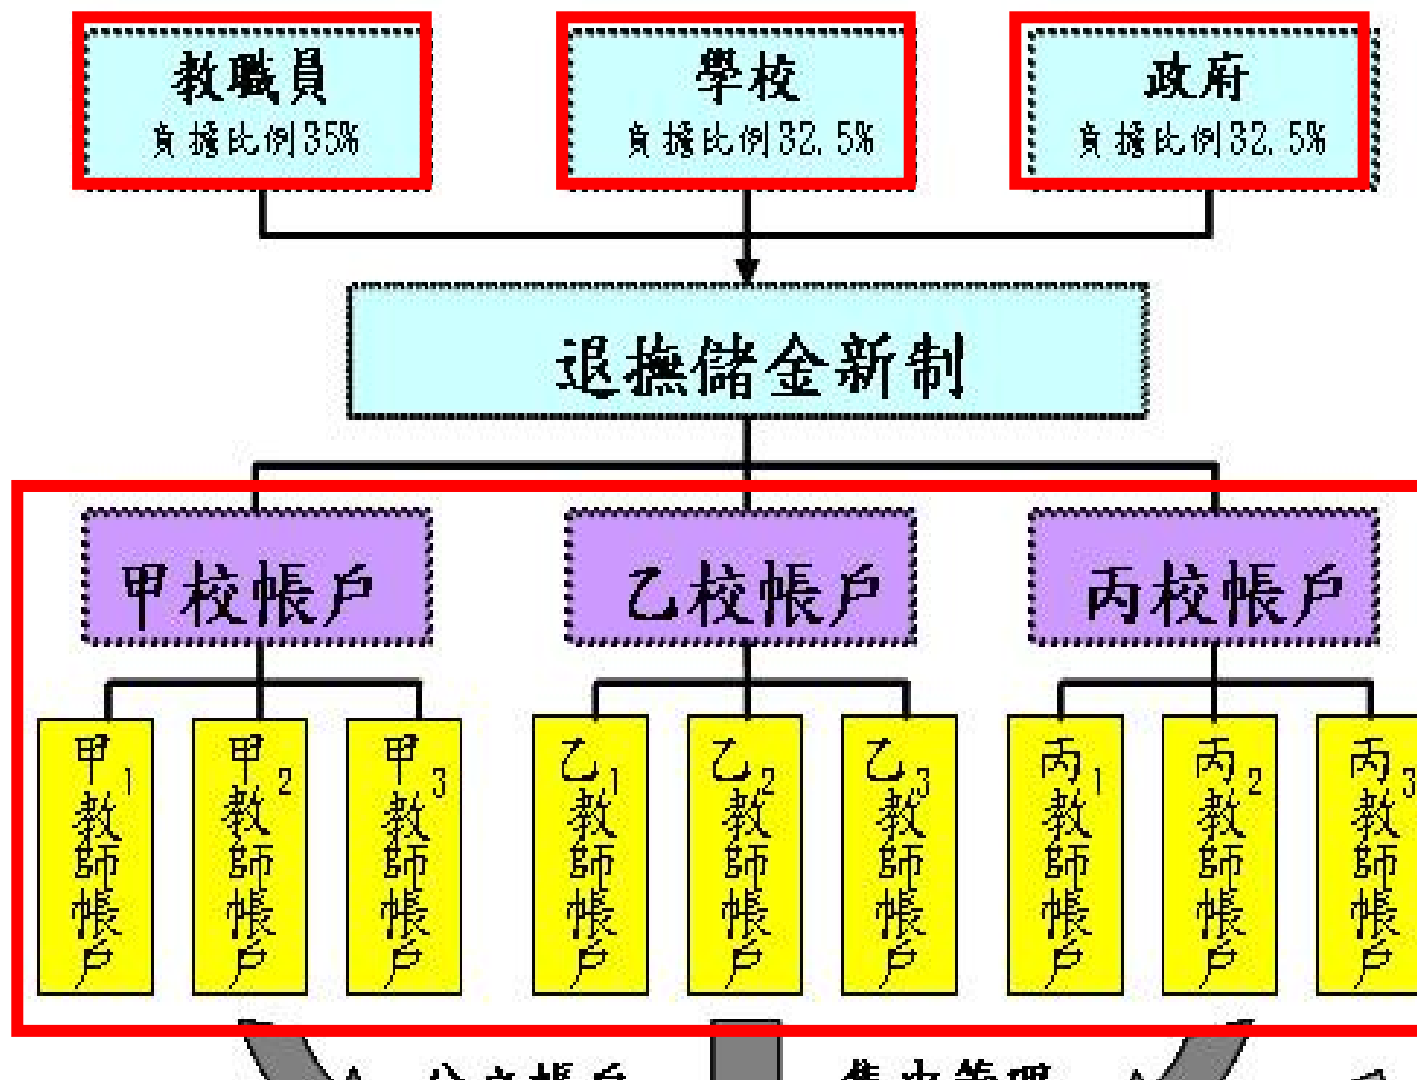 教職員
負擔比例35%
學校
負擔比例32.5%
政府
負擔比例32.5%
退撫儲金新制
甲校帳戶
乙校帳戶
丙校帳戶
甲1教師帳戶
甲2教師帳戶
甲3教師帳戶
乙1教師帳戶
乙2教師帳戶
乙3教師帳戶
丙1教師帳戶
丙2教師帳戶
丙3教師帳戶